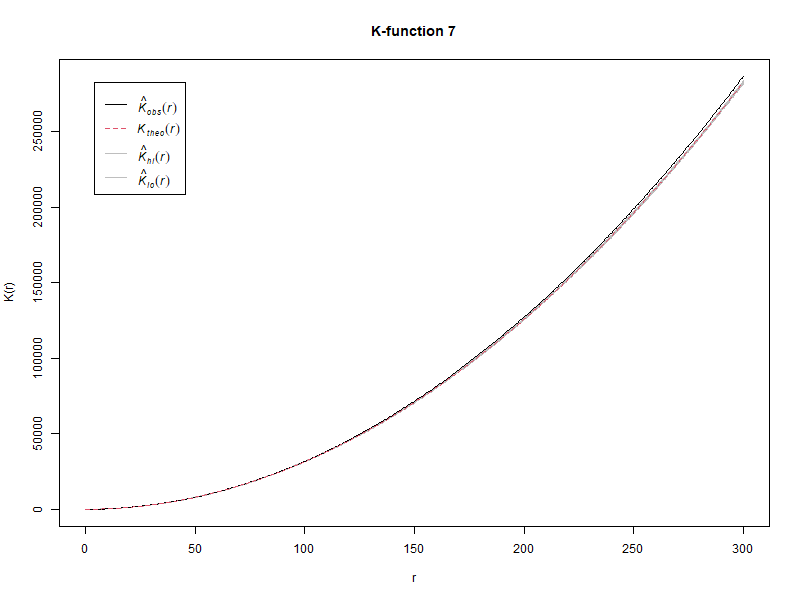 K-function 7
K̂obs(r)
Ktheo(r)
K̂hi(r)
K̂lo(r)
K(r)
250000
200000
150000
100000
50000
0
0 50 100 150 200 250 300
r